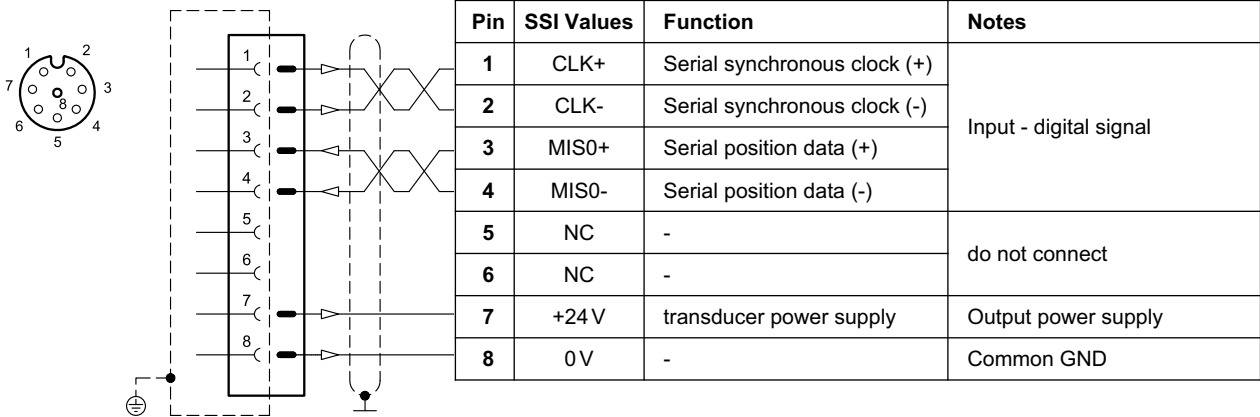 1 2
7 8 3
6 4
5
1
2
3
4
5
6
7
8
Pin SSI Values Function Notes
1 CLK+ Serial synchronous clock (+)
2 CLK- Serial synchronous clock (-)
Input - digital signal
3 MIS0+ Serial position data (+)
4 MIS0- Serial position data (-)
5 NC -
do not connect
6 NC -
7 +24 V transducer power supply Output power supply
8 0 V - Common GND